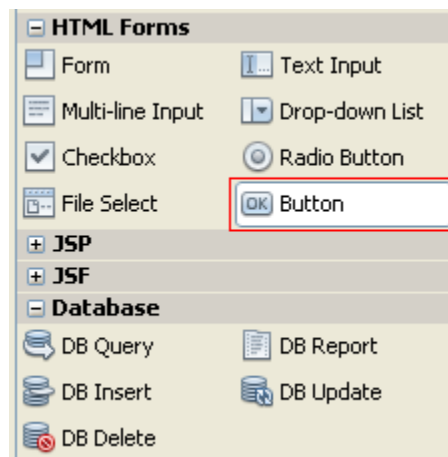 HTML Forms
Form Text Input
Multi-line Input Drop-down List
Checkbox Radio Button
File Select OK Button
JSP
JSF
Database
DB Query DB Report
DB Insert DB Update
DB Delete